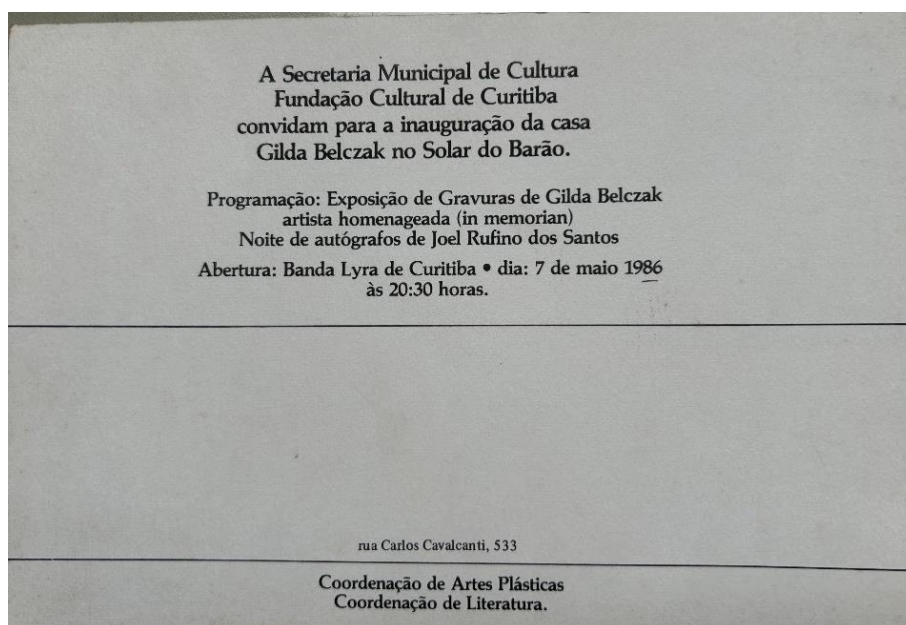 A Secretaria Municipal de Cultura
Fundação Cultural de Curitiba
convidam para a inauguração da casa
Gilda Belczak no Solar do Barão.
Programação: Exposição de Gravuras de Gilda Belczak
artista homenageada (in memorian)
Noite de autógrafos de Joel Rufino dos Santos
Abertura: Banda Lyra de Curitiba • dia: 7 de maio 1986
às 20:30 horas.
rua Carlos Cavalcanti, 533
Coordenação de Artes Plásticas
Coordenação de Literatura.